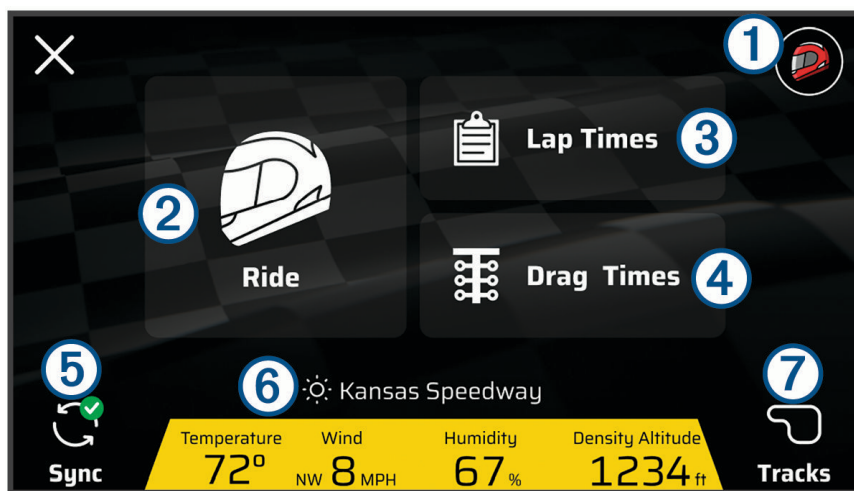 1
2
Ride
Lap Times 3
Drag Times 4
5
Sync
6 Kansas Speedway
Temperature Wind Humidity Density Altitude
72° NW 8 MPH 67 % 1234 ft
7
Tracks